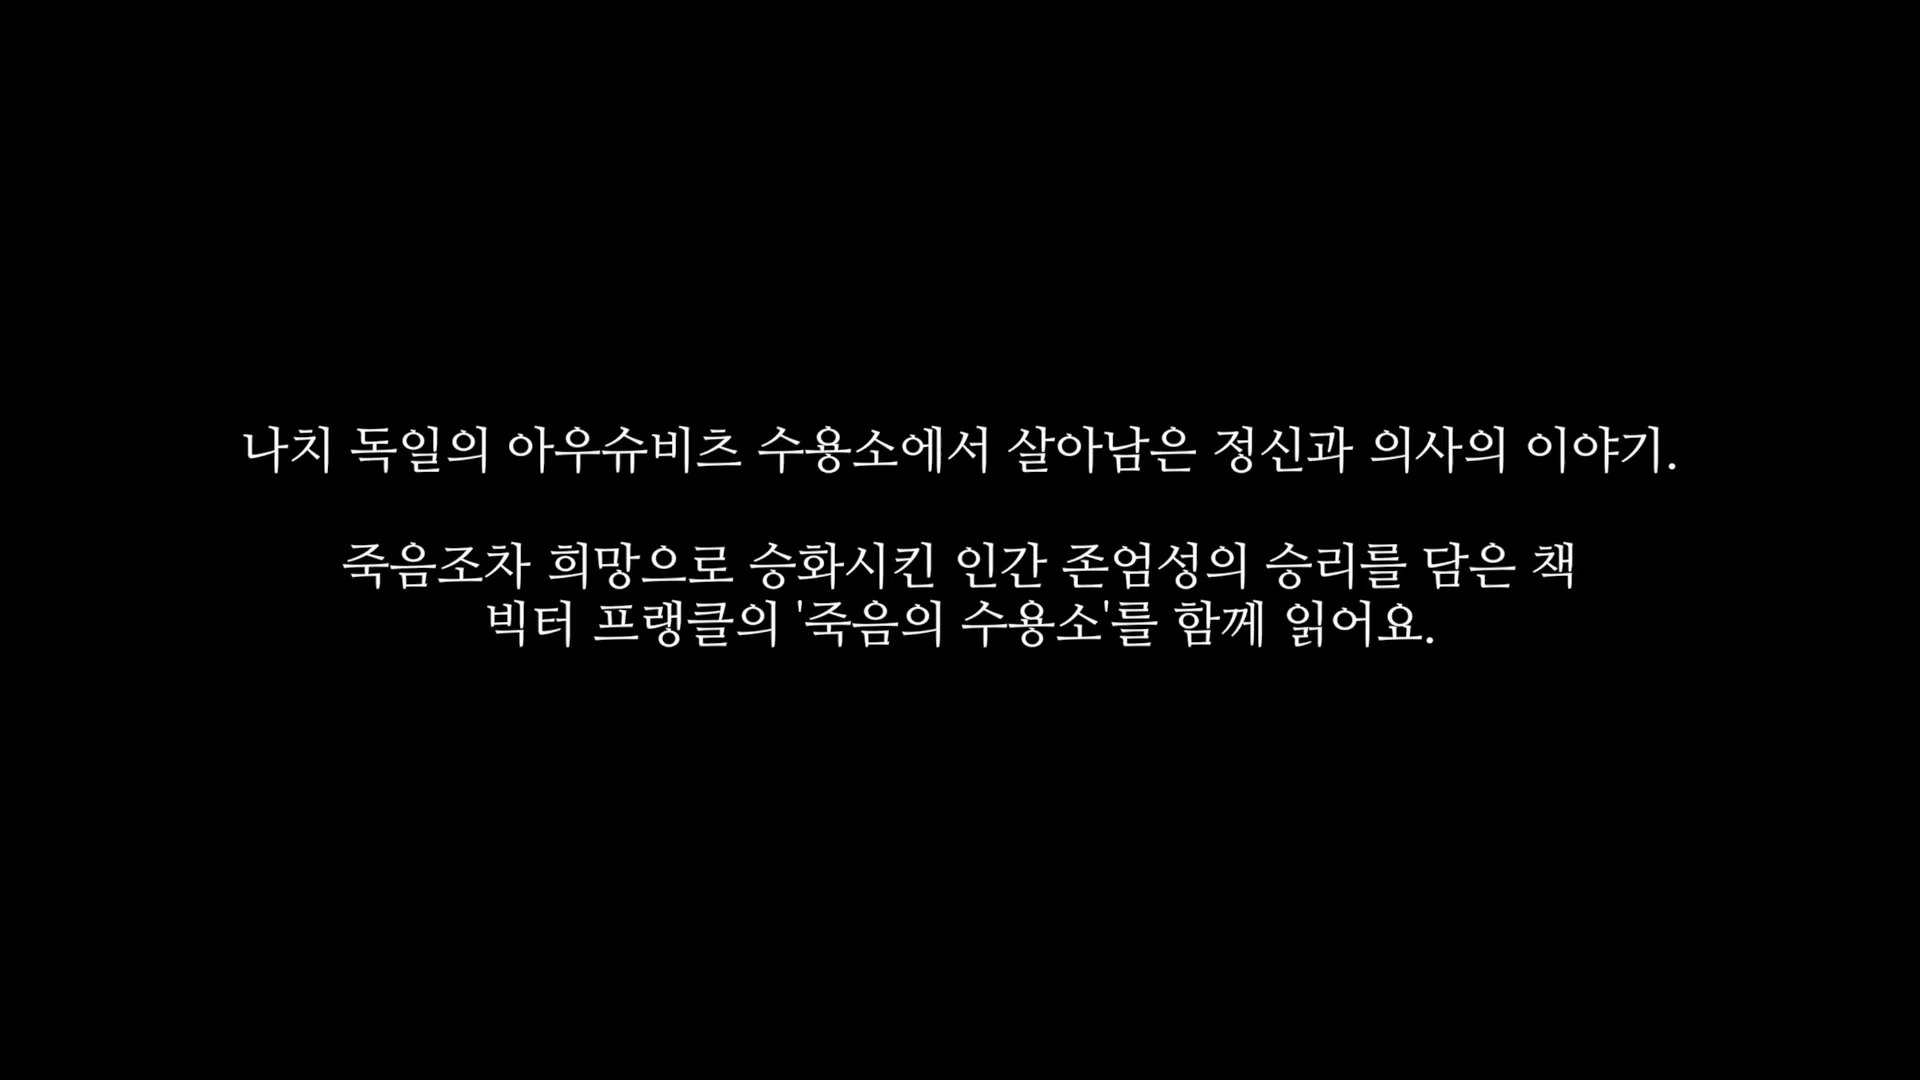 나치 독일의 아우슈비츠 수용소에서 살아남은 정신과 의사의 이야기.
죽음조차 희망으로 승화시킨 인간 존엄성의 승리를 담은 책
빅터 프랭클의 '죽음의 수용소'를 함께 읽어요.